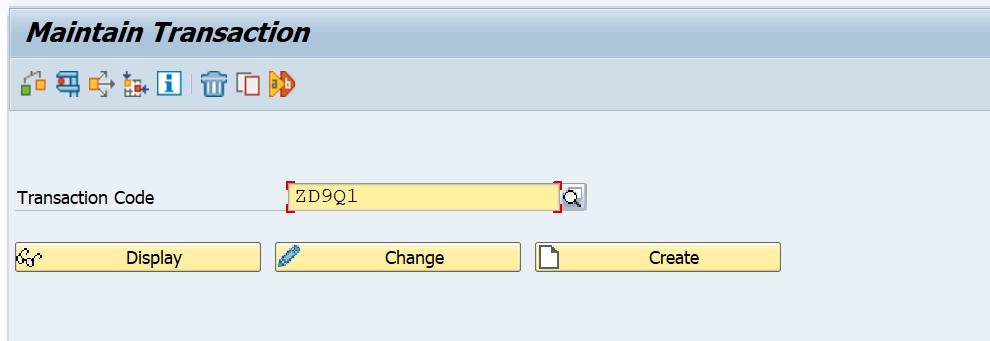 Maintain Transaction
Transaction Code ZD9Q1
Display Change Create